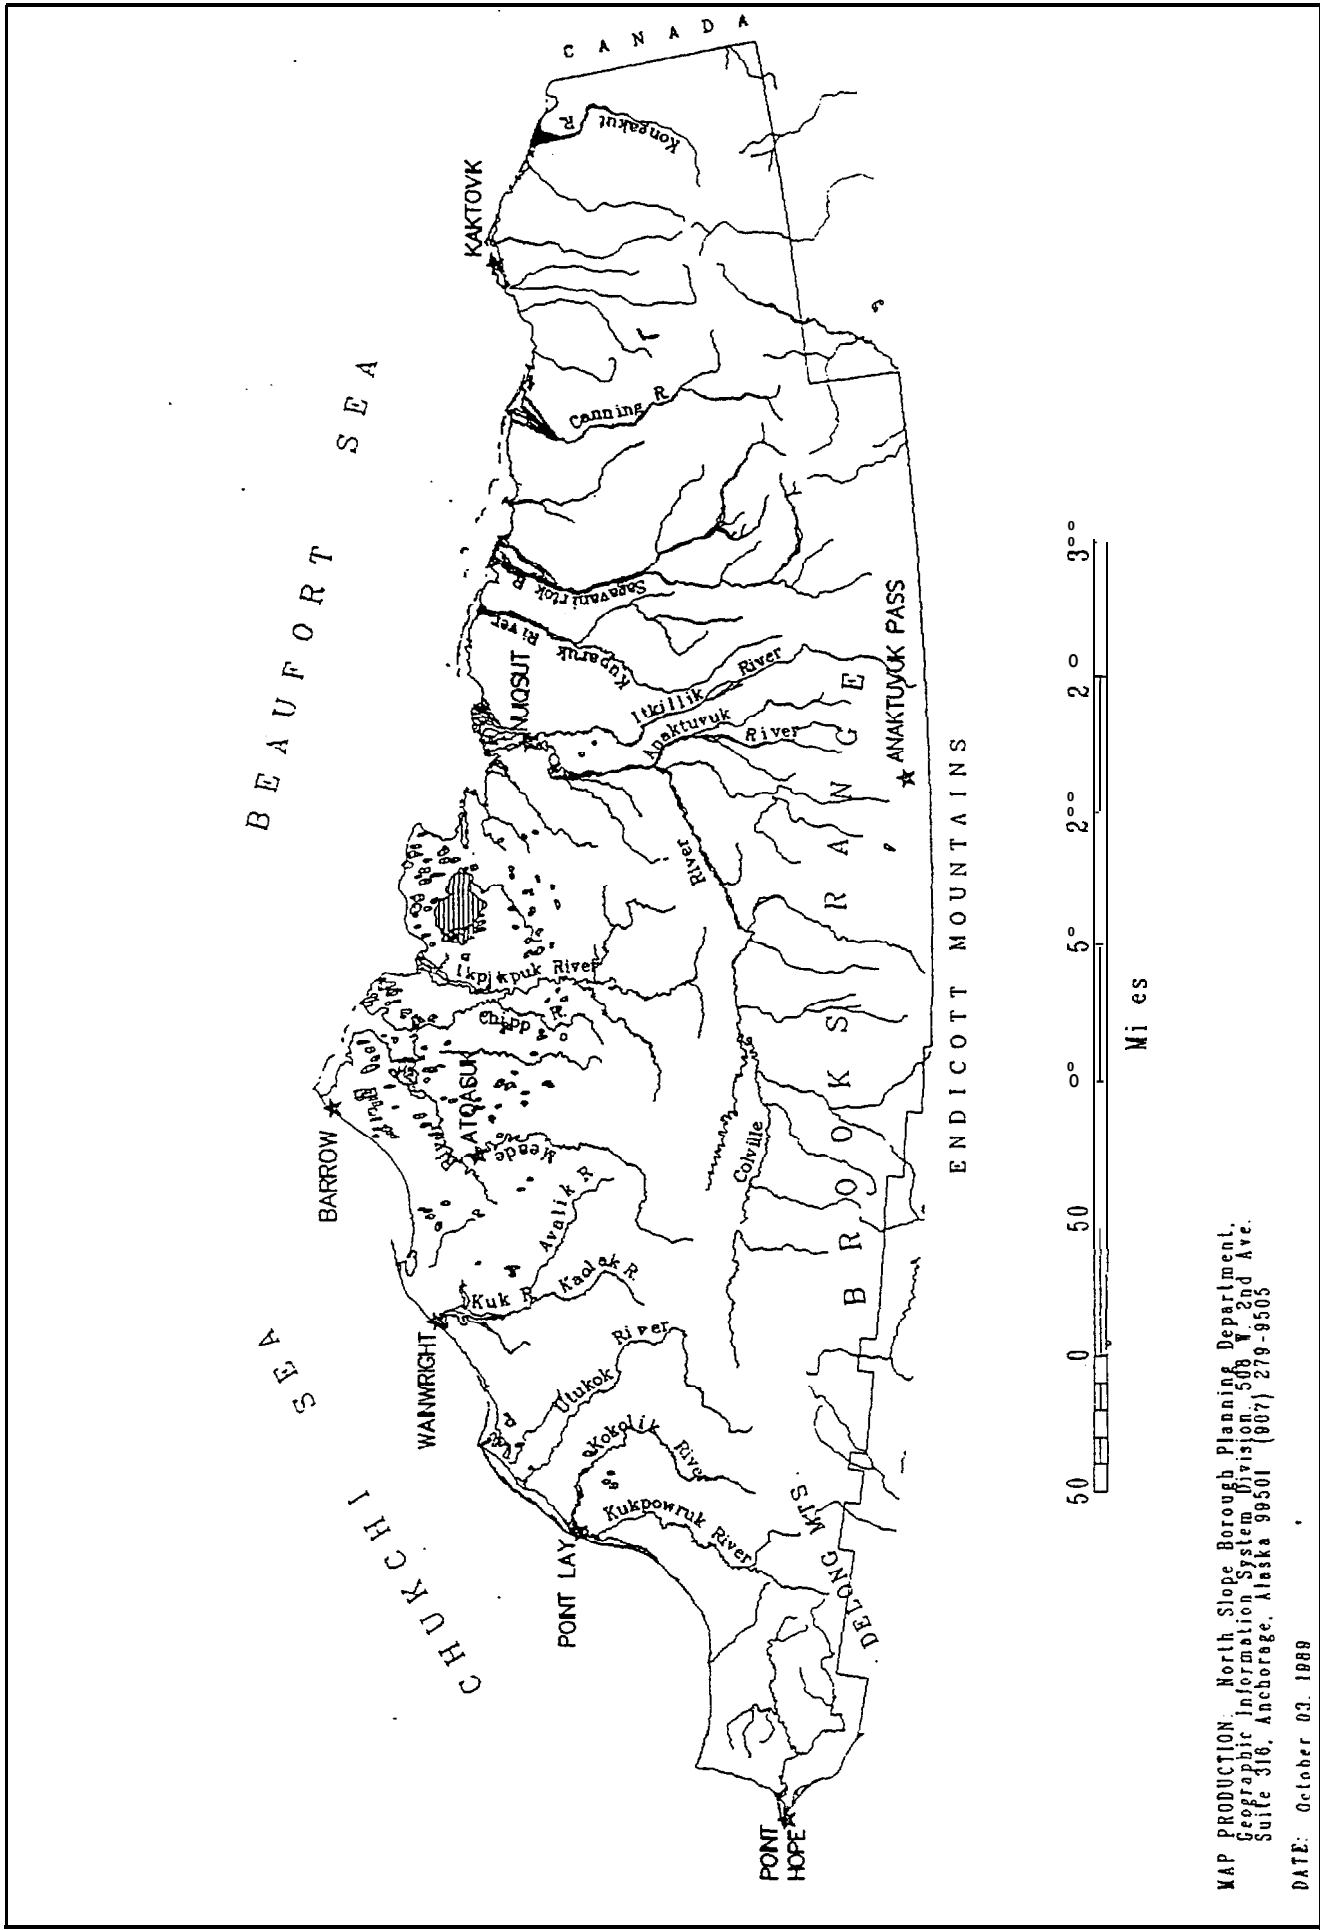 CANADA
BEAUFORT SEA
CHUKCHI SEA
KAKTOVK
NUIQSUT
BARROW
ATQASUK
WAINWRIGHT
POINT LAY
POINT
HOPE
ANAKTUVUK PASS
Kongakut R
Canning R
Sagavanirtok R
Kuparuk River
Itkillik River
Anaktuvuk River
Colville River
Ikpikpuk River
Chipp R.
Meade River
Avalik R
Kuk R
Kaolak R.
Utukok River
Kokolik River
Kukpowruk River
BROOKS RANGE
DELONG MTS
ENDICOTT MOUNTAINS
50 0 50
Mi es
MAP PRODUCTION: North Slope Borough Planning Department,
Geographic Information System Division, 508 W. 2nd Ave.
Suite 316, Anchorage, Alaska 99501 (907) 279-9505
DATE: October 03, 1989